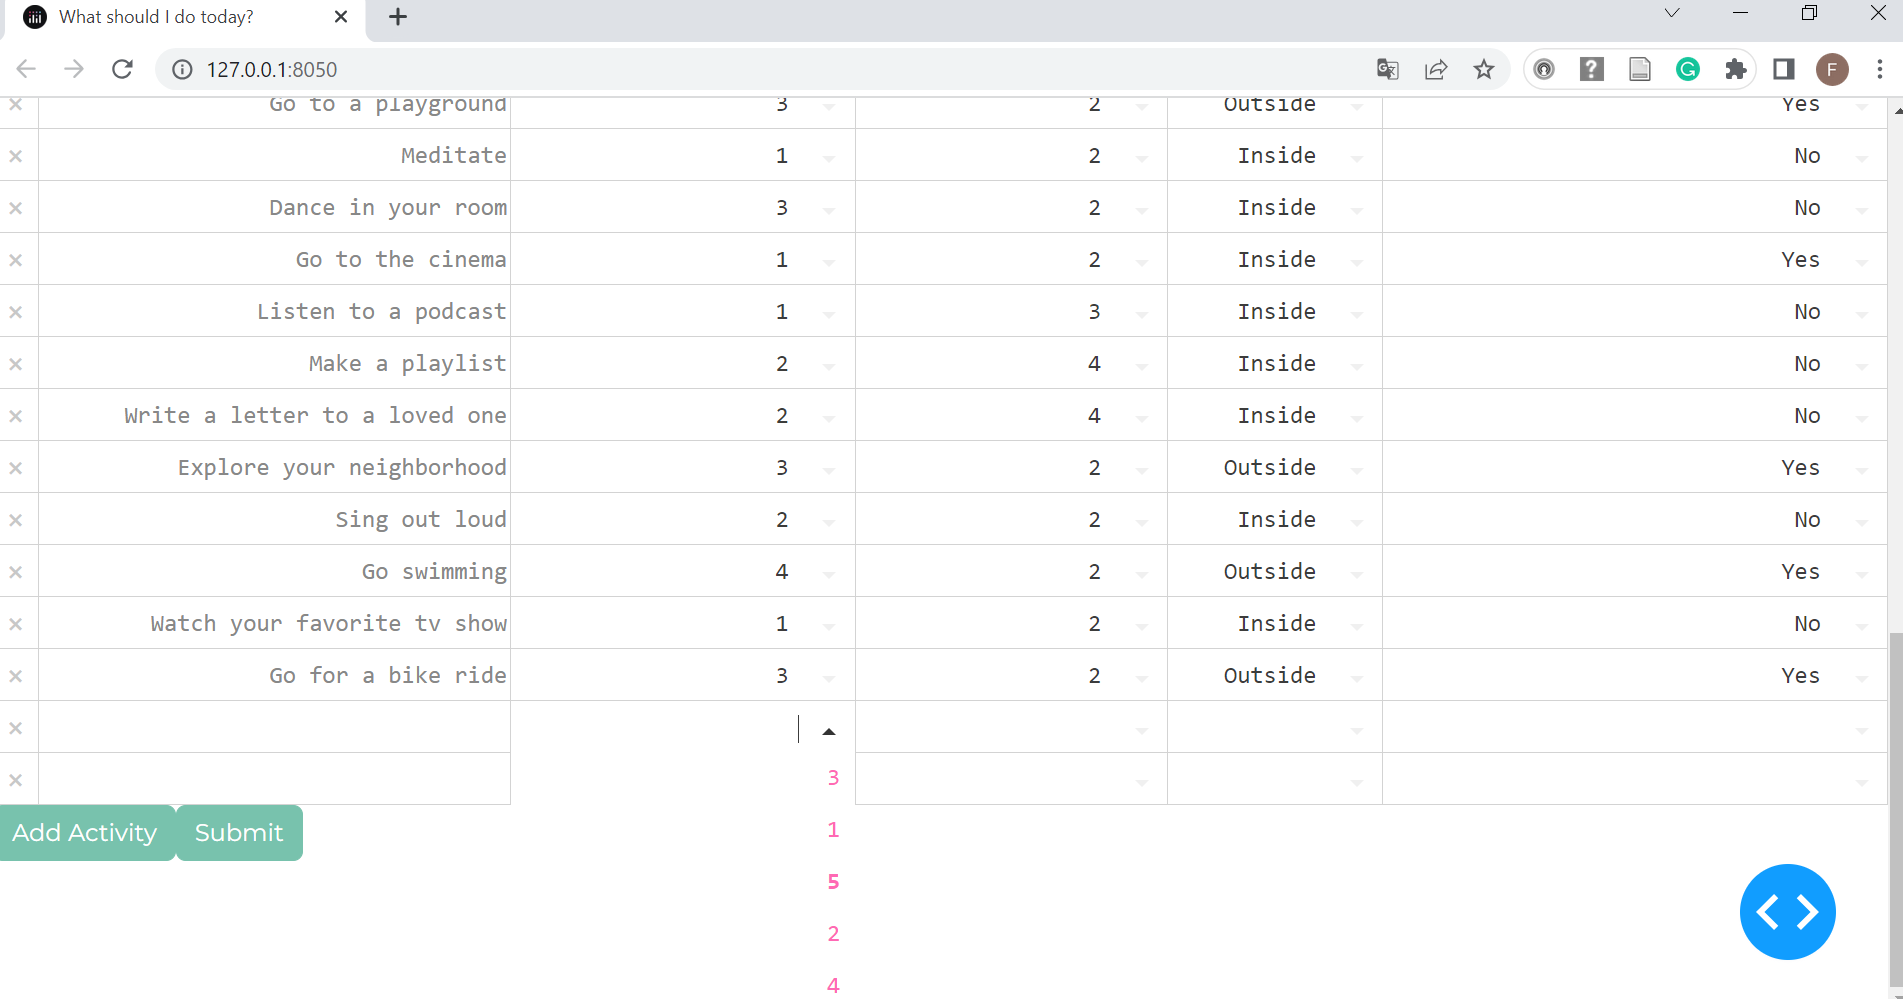 What should I do today?
127.0.0.1:8050
F
Go to a playground 3 2 Outside Yes
Meditate 1 2 Inside No
Dance in your room 3 2 Inside No
Go to the cinema 1 2 Inside Yes
Listen to a podcast 1 3 Inside No
Make a playlist 2 4 Inside No
Write a letter to a loved one 2 4 Inside No
Explore your neighborhood 3 2 Outside Yes
Sing out loud 2 2 Inside No
Go swimming 4 2 Outside Yes
Watch your favorite tv show 1 2 Inside No
Go for a bike ride 3 2 Outside Yes
3
Add Activity Submit 1
5
2
4